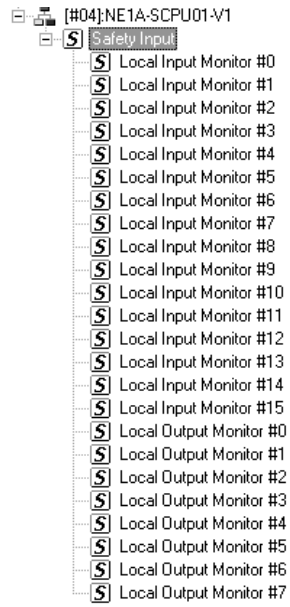 [#04]:NE1A-SCPU01-V1
S Safety Input
S Local Input Monitor #0
S Local Input Monitor #1
S Local Input Monitor #2
S Local Input Monitor #3
S Local Input Monitor #4
S Local Input Monitor #5
S Local Input Monitor #6
S Local Input Monitor #7
S Local Input Monitor #8
S Local Input Monitor #9
S Local Input Monitor #10
S Local Input Monitor #11
S Local Input Monitor #12
S Local Input Monitor #13
S Local Input Monitor #14
S Local Input Monitor #15
S Local Output Monitor #0
S Local Output Monitor #1
S Local Output Monitor #2
S Local Output Monitor #3
S Local Output Monitor #4
S Local Output Monitor #5
S Local Output Monitor #6
S Local Output Monitor #7